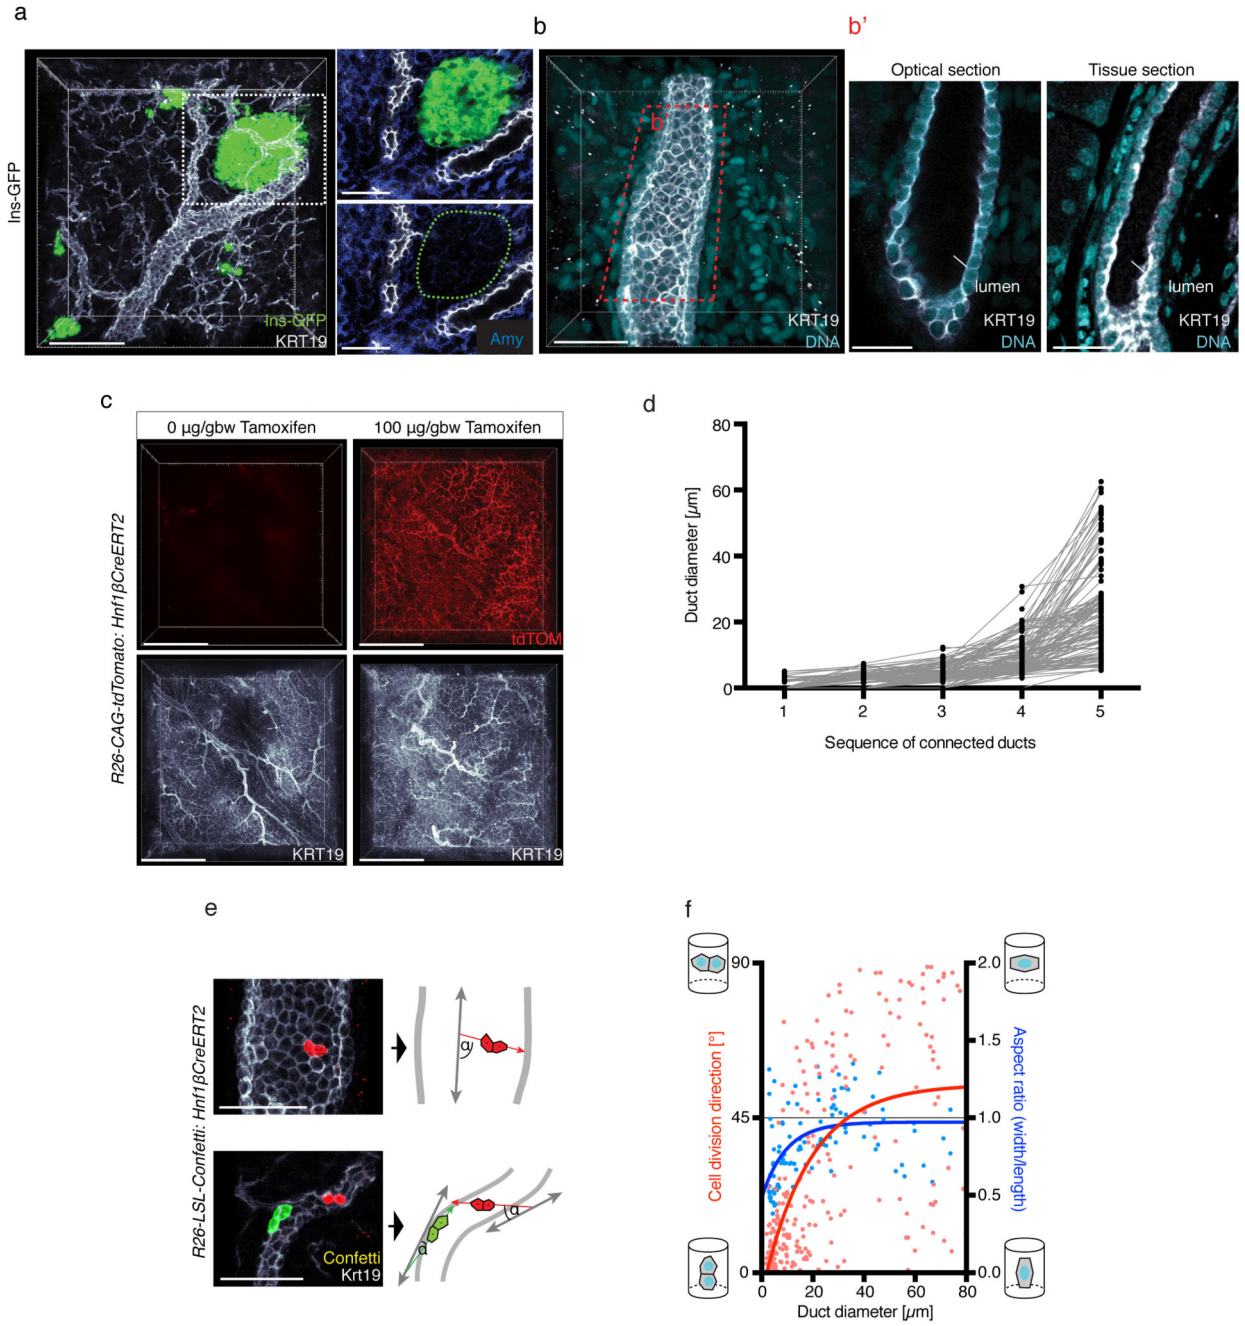 a
Ins-GFP
Ins-GFP
KRT19
Amy
b
b'
KRT19
DNA
b'
Optical section
Tissue section
lumen
KRT19
DNA
lumen
KRT19
DNA
c
R26-CAG-tdTomato: Hnf1βCreERT2
0 µg/gbw Tamoxifen
100 µg/gbw Tamoxifen
tdTOM
KRT19
KRT19
d
Duct diameter [µm]
80
60
40
20
0
1 2 3 4 5
Sequence of connected ducts
e
R26-LSL-Confetti: Hnf1βCreERT2
α
Confetti
Krt19
α
α
f
Cell division direction [°]
90
45
0
2.0
1.5
1.0
0.5
0.0
Aspect ratio (width/length)
0 20 40 60 80
Duct diameter [µm]